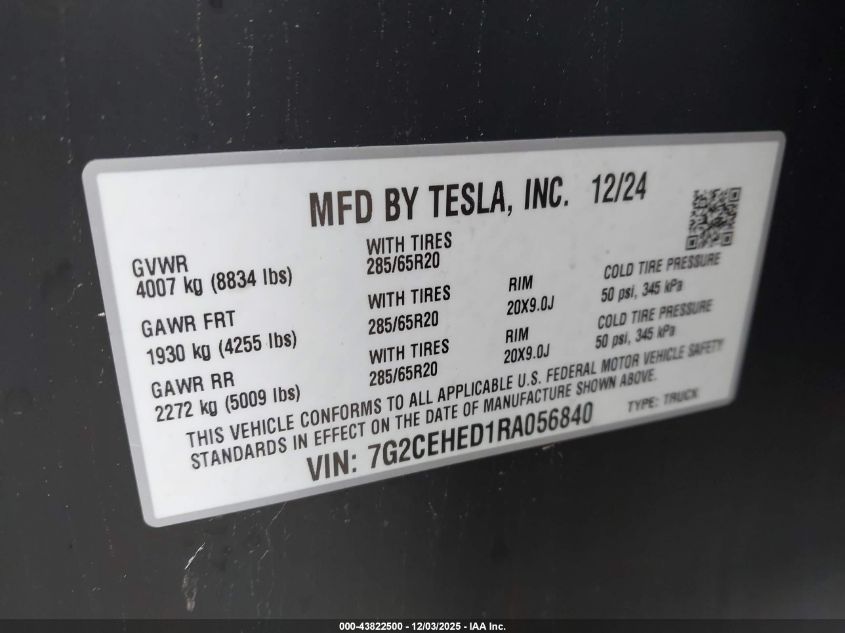 MFD BY TESLA, INC. 12/24
GVWR
4007 kg (8834 lbs)
WITH TIRES
285/65R20
GAWR FRT
1930 kg (4255 lbs)
WITH TIRES
285/65R20
RIM
20X9.0J
COLD TIRE PRESSURE
50 psi, 345 kPa
GAWR RR
2272 kg (5009 lbs)
WITH TIRES
285/65R20
RIM
20X9.0J
COLD TIRE PRESSURE
50 psi, 345 kPa
THIS VEHICLE CONFORMS TO ALL APPLICABLE U.S. FEDERAL MOTOR VEHICLE SAFETY
STANDARDS IN EFFECT ON THE DATE OF MANUFACTURE SHOWN ABOVE.
VIN: 7G2CEHED1RA056840 TYPE: TRUCK
000-43822500 - 12/03/2025 - IAA Inc.